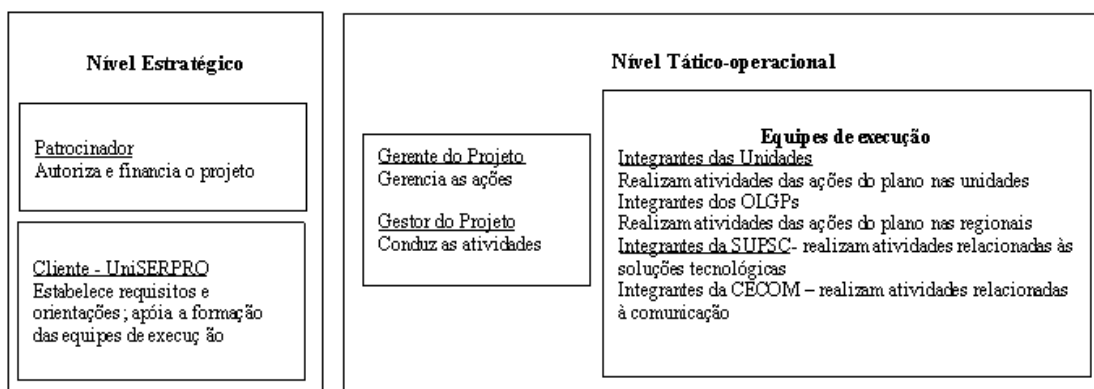 Nível Estratégico
Patrocinador
Autoriza e financia o projeto
Cliente - UniSERPRO
Estabelece requisitos e
orientações; apóia a formação
das equipes de execuç ão
Nível Tático-operacional
Gerente do Projeto
Gerencia as ações
Gestor do Projeto
Conduz as atividades
Equipes de execução
Integrantes das Unidades
Realizam atividades das ações do plano nas unidades
Integrantes dos OLGPs
Realizam atividades das ações do plano nas regionais
Integrantes da SUPSC- realizam atividades relacionadas às
soluções tecnológicas
Integrantes da CECOM – realizam atividades relacionadas
à comunicação